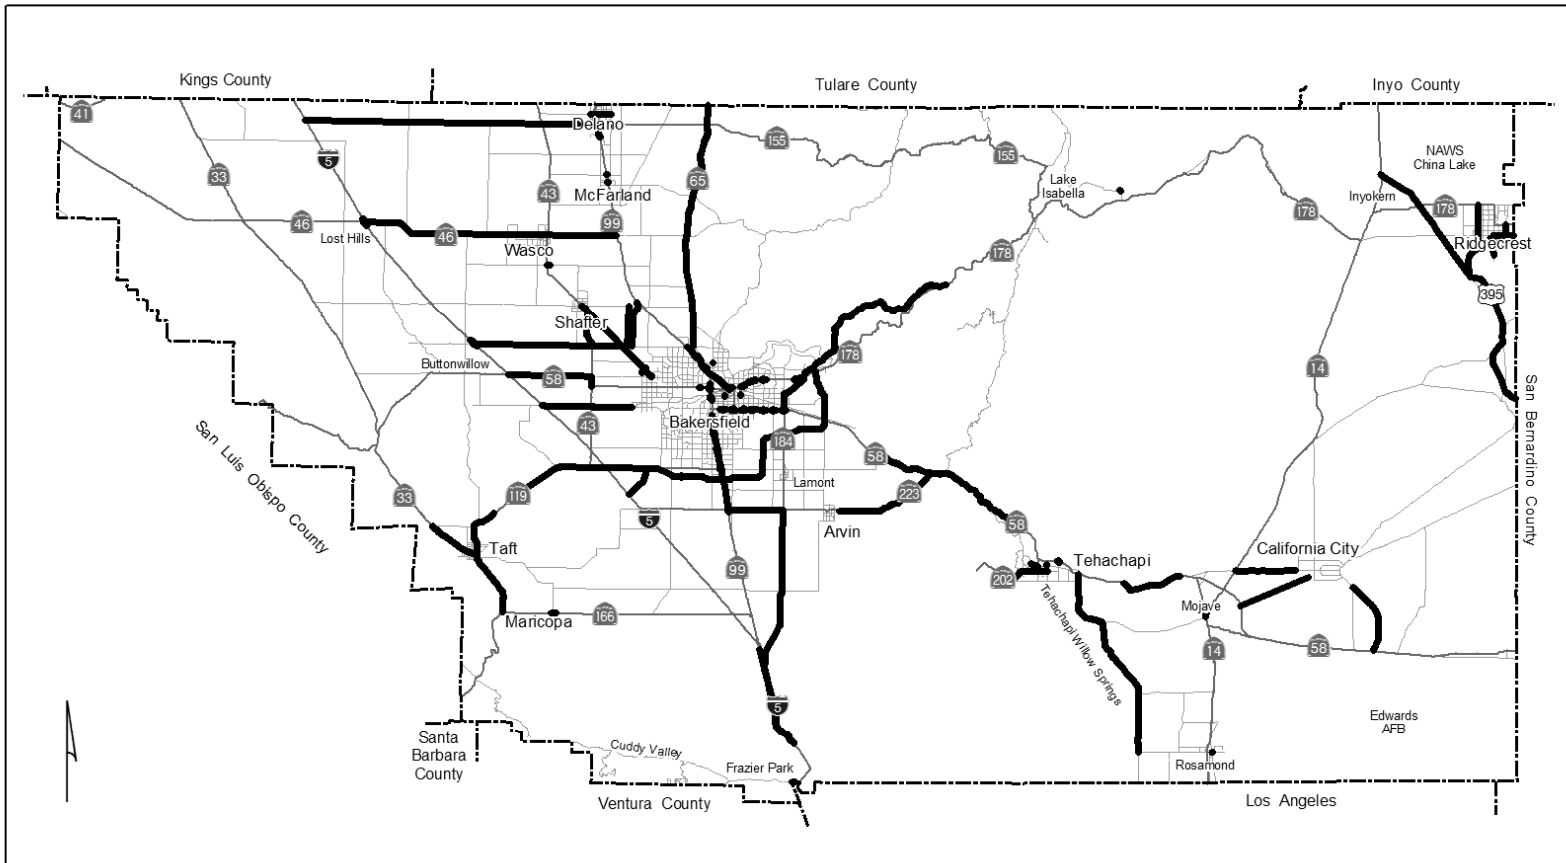 Kings County
Tulare County
Inyo County
41
155
155
NAWS
China Lake
Delano
5
33
43
65
Lake
Isabella
McFarland
Inyokern
178
178
99
46
46
Lost Hills
Wasco
178
Ridgecrest
395
Shafter
178
Buttonwillow
58
14
San Bernardino County
Bakersfield
43
184
San Luis Obispo County
58
Lamont
33
119
223
5
Arvin
58
Taft
99
Tehachapi
California City
202
Tehachapi Willow Springs
Mojave
Maricopa
166
14
58
5
Edwards
AFB
Santa
Barbara
County
Cuddy Valley
Frazier Park
Rosamond
Ventura County
Los Angeles